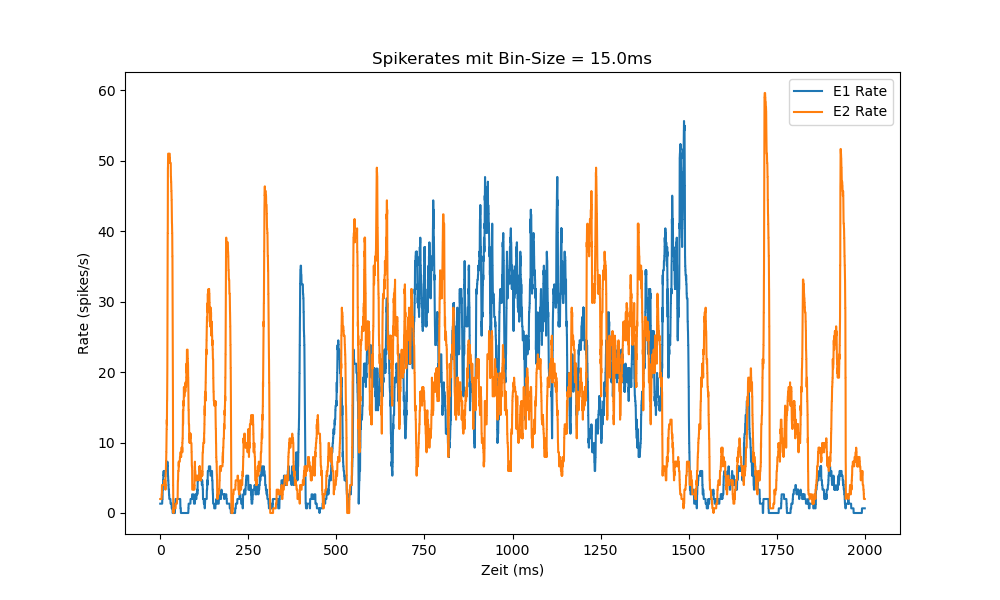 Spikerates mit Bin-Size = 15.0ms
E1 Rate
E2 Rate
60
50
40
30
20
10
0
Rate (spikes/s)
0 250 500 750 1000 1250 1500 1750 2000
Zeit (ms)